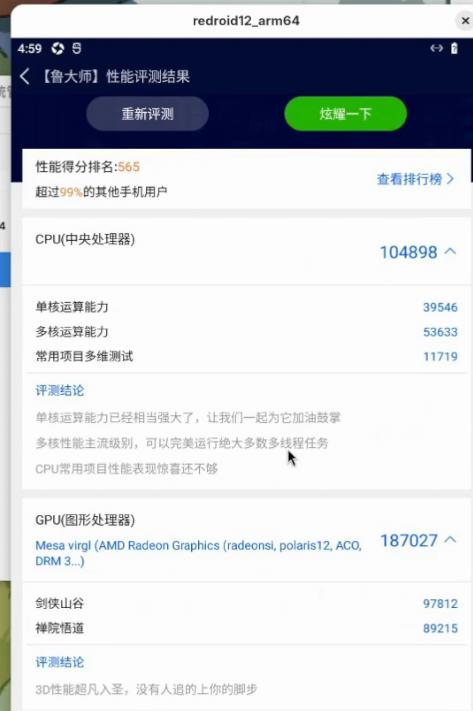 redroid12_arm64
4:59
【鲁大师】性能评测结果
重新评测
炫耀一下
性能得分排名:565
超过99%的其他手机用户
查看排行榜
CPU(中央处理器)
104898
单核运算能力 39546
多核运算能力 53633
常用项目多维测试 11719
评测结论
单核运算能力已经相当强大了，让我们一起为它加油鼓掌
多核性能主流级别，可以完美运行绝大多数多线程任务
CPU常用项目性能表现惊喜还不够
GPU(图形处理器)
Mesa virgl (AMD Radeon Graphics (radeonsi, polaris12, ACO,
DRM 3...)
187027
剑侠山谷 97812
禅院悟道 89215
评测结论
3D性能超凡入圣，没有人追的上你的脚步